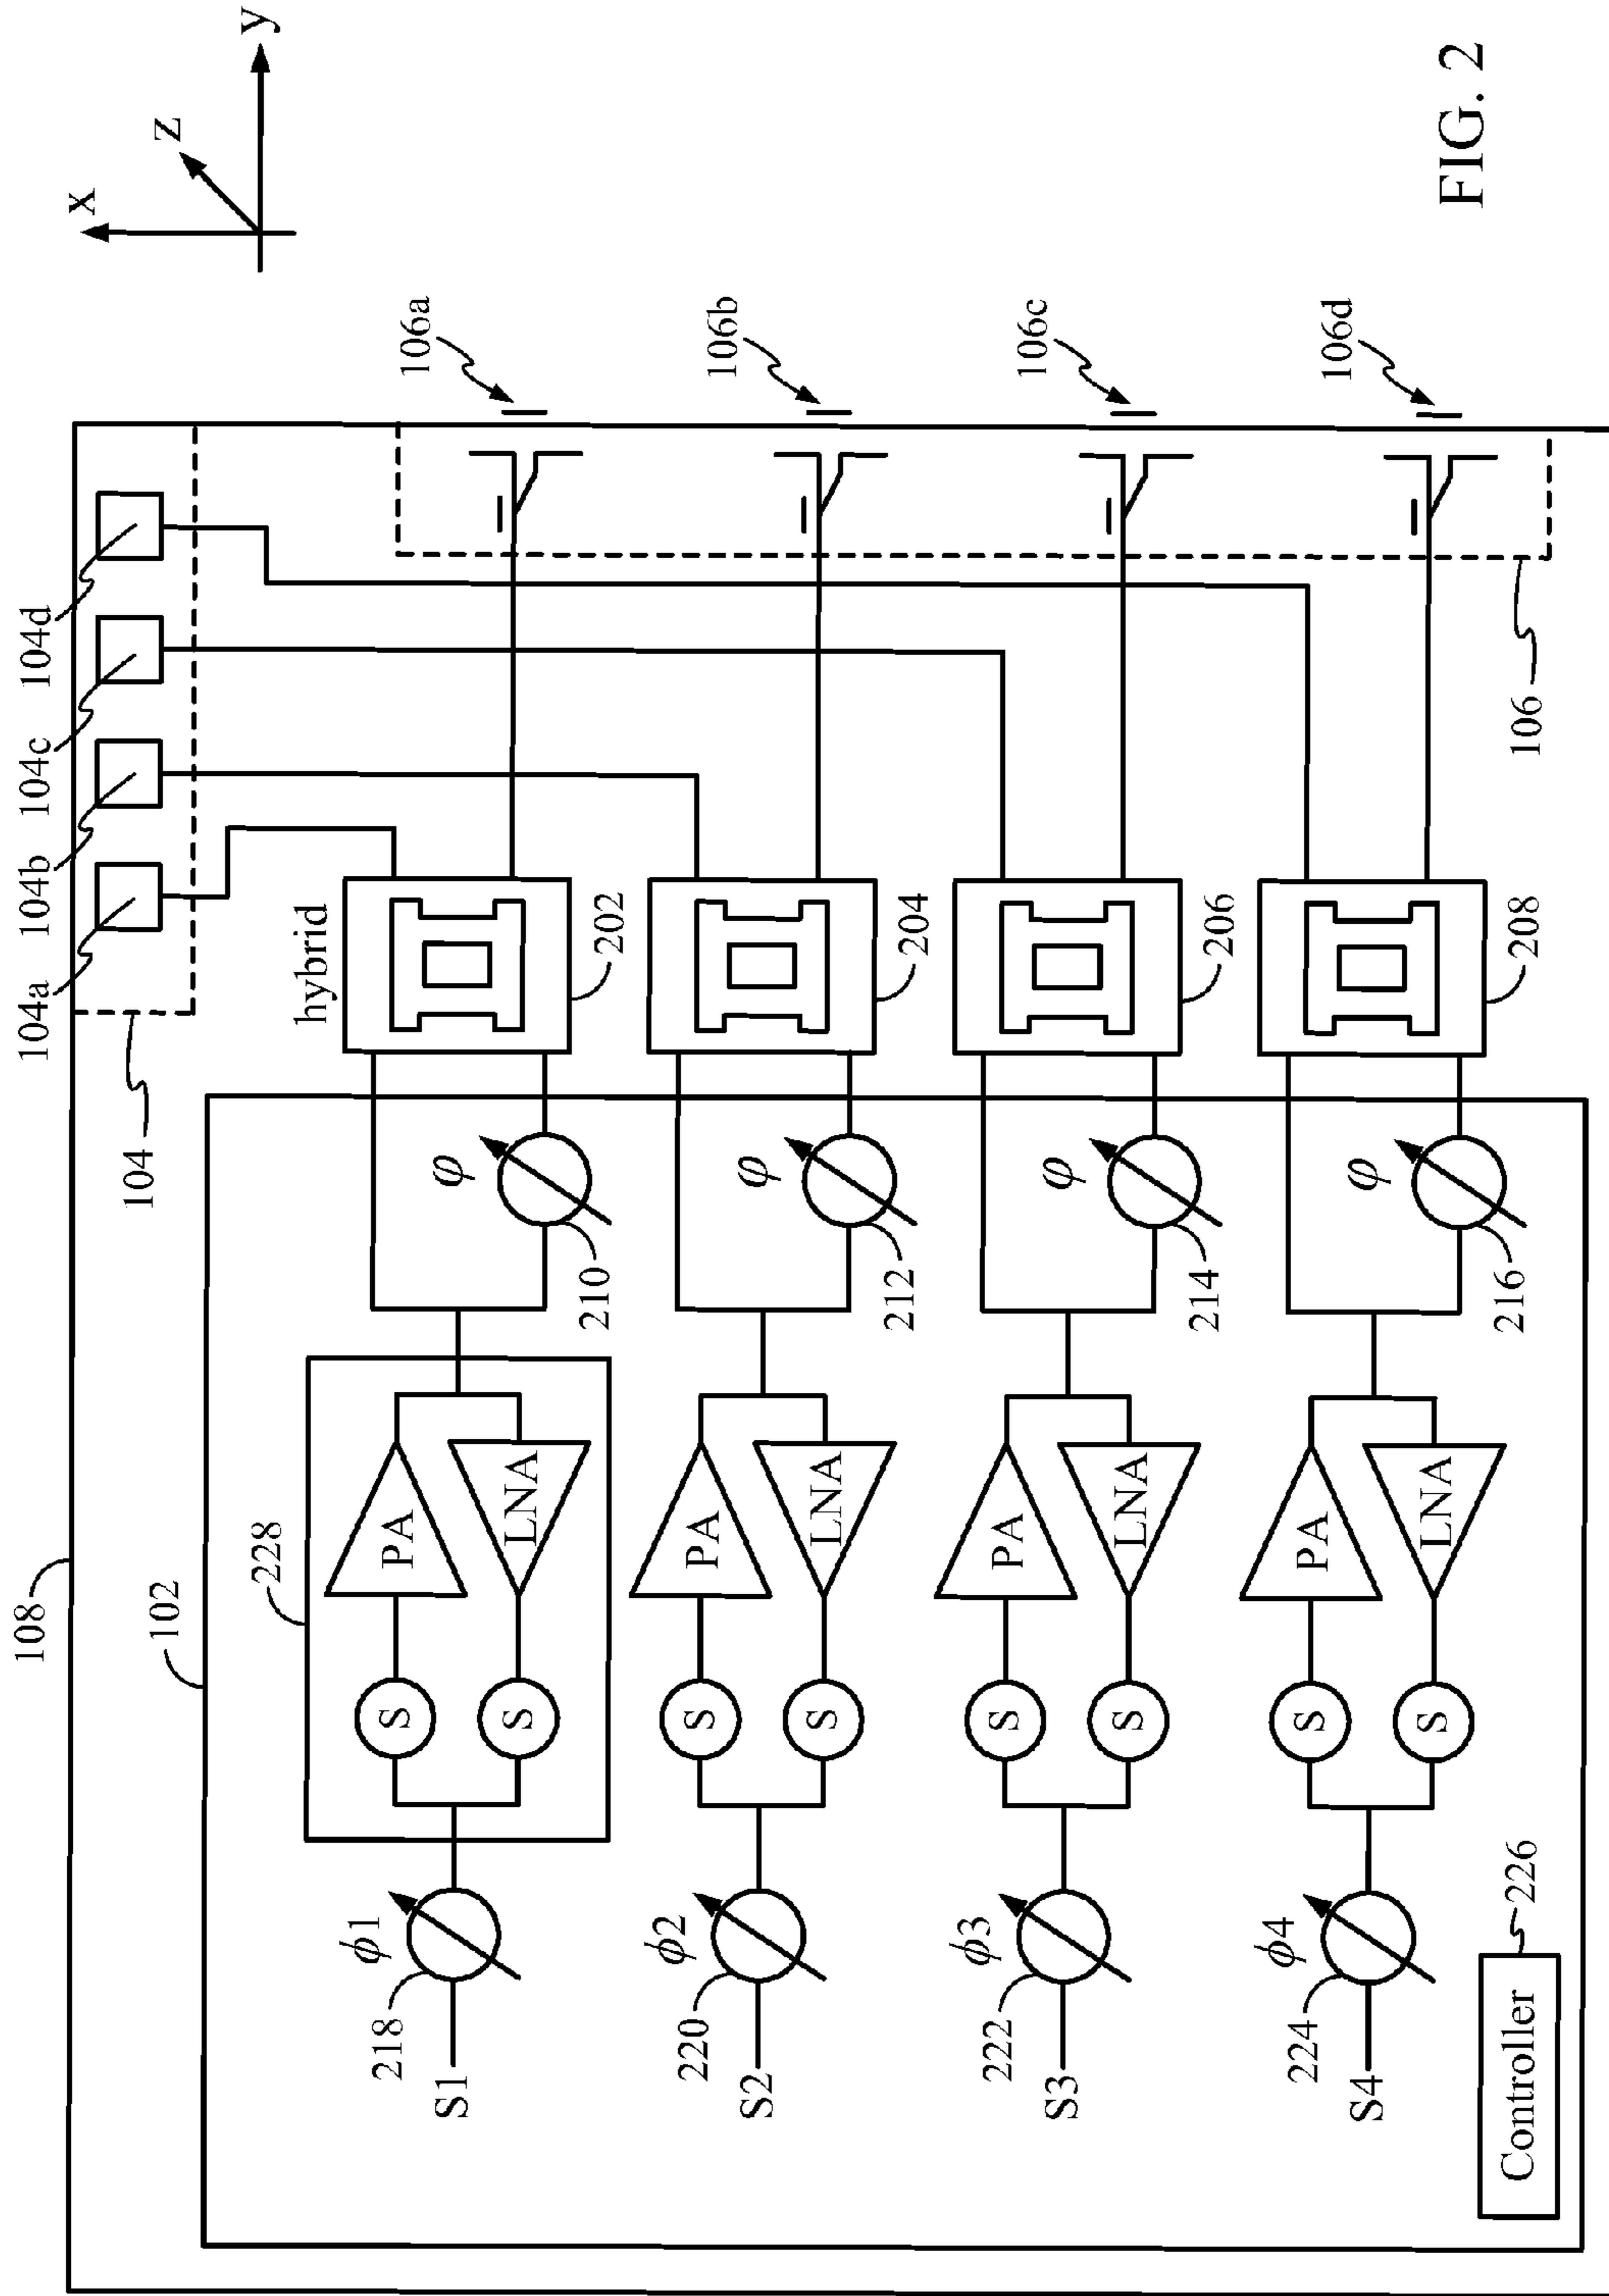 108
102
104
104a
104b
104c
104d
x
z
y
hybrid
228
S1
218
ϕ1
S
S
PA
LNA
φ
210
202
106a
S2
220
ϕ2
S
S
PA
LNA
φ
212
204
106b
S3
222
ϕ3
S
S
PA
LNA
φ
214
206
106c
S4
224
ϕ4
S
S
PA
LNA
φ
216
208
106d
Controller
226
106
FIG. 2